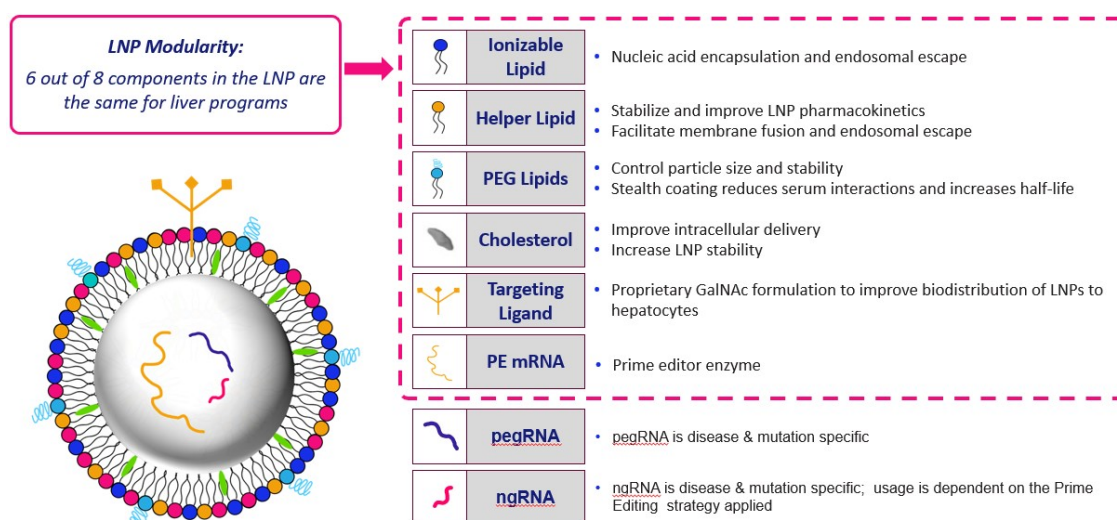 LNP Modularity:
6 out of 8 components in the LNP are
the same for liver programs
Ionizable
Lipid
• Nucleic acid encapsulation and endosomal escape
Helper Lipid
• Stabilize and improve LNP pharmacokinetics
• Facilitate membrane fusion and endosomal escape
PEG Lipids
• Control particle size and stability
• Stealth coating reduces serum interactions and increases half-life
Cholesterol
• Improve intracellular delivery
• Increase LNP stability
Targeting
Ligand
• Proprietary GalNAc formulation to improve biodistribution of LNPs to
hepatocytes
PE mRNA
• Prime editor enzyme
pegRNA
• pegRNA is disease & mutation specific
ngRNA
• ngRNA is disease & mutation specific; usage is dependent on the Prime
Editing strategy applied